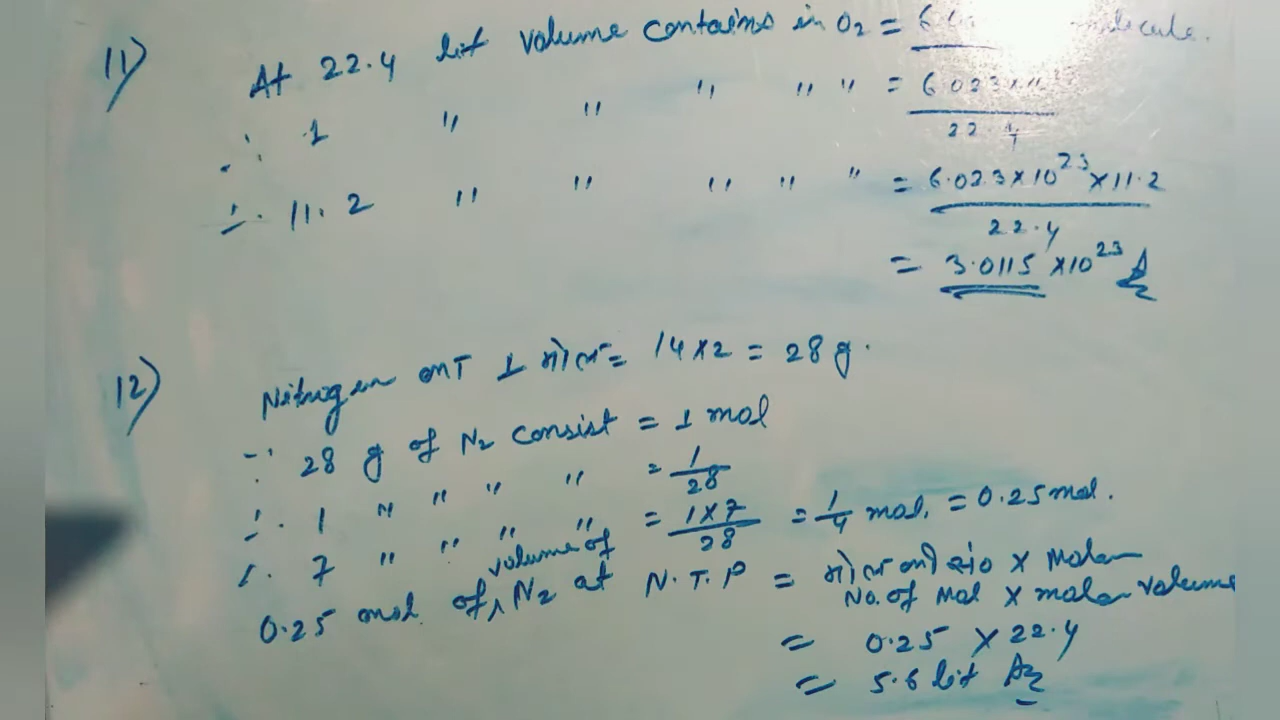 11) At 22.4 lit volume contains in O₂ = 6
∴ 1 " " " " " = 6.023×1 / 22.4
∴ 11.2 " " " " " = 6.023×10²³×11.2 / 22.4
= 3.0115×10²³
12) Nitrogen का 1 मोल = 14×2 = 28 g.
∵ 28 g of N₂ consist = 1 mol
∴ 1 " " " " = 1/28
∴ 7 " " " " = 1×7/28 = 1/4 mol. = 0.25 mol.
0.25 mol. of volume of N₂ at N.T.P = मोल × Molar
No. of Mol × molar volume
= 0.25 × 22.4
= 5.6 lit